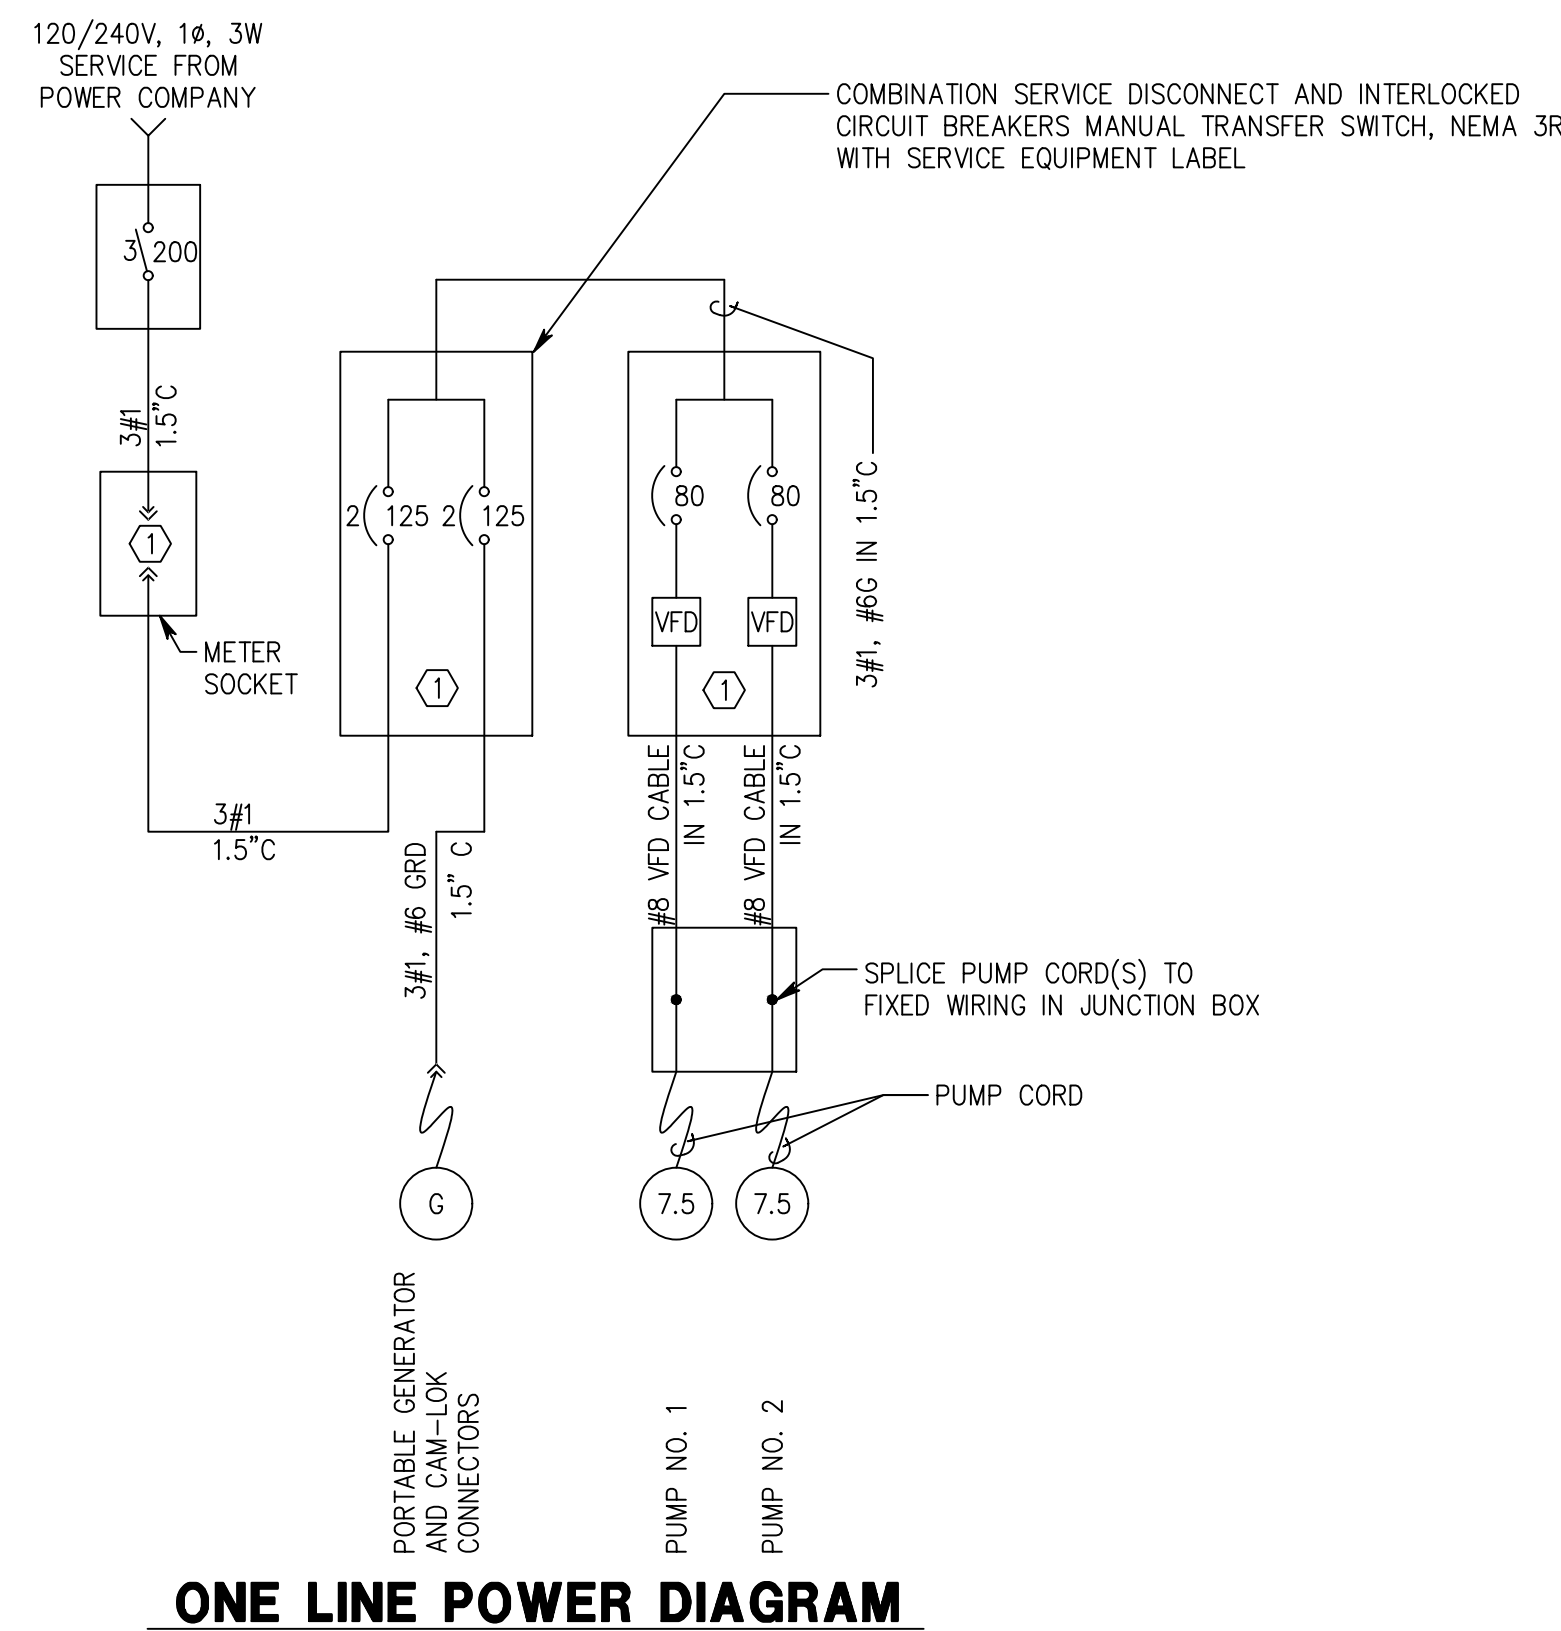 120/240V, 1ø, 3W
SERVICE FROM
POWER COMPANY
COMBINATION SERVICE DISCONNECT AND INTERLOCKED
CIRCUIT BREAKERS MANUAL TRANSFER SWITCH, NEMA 3R
WITH SERVICE EQUIPMENT LABEL
3 200
3#1
1.5"C
1
METER
SOCKET
3#1
1.5"C
2 125
2 125
1
3#1, #6 GRD
1.5" C
80
80
VFD
VFD
1
3#1, #6G IN 1.5"C
#8 VFD CABLE
IN 1.5"C
#8 VFD CABLE
IN 1.5"C
SPLICE PUMP CORD(S) TO
FIXED WIRING IN JUNCTION BOX
PUMP CORD
G
7.5
7.5
PORTABLE GENERATOR
AND CAM-LOK
CONNECTORS
PUMP NO. 1
PUMP NO. 2
ONE LINE POWER DIAGRAM